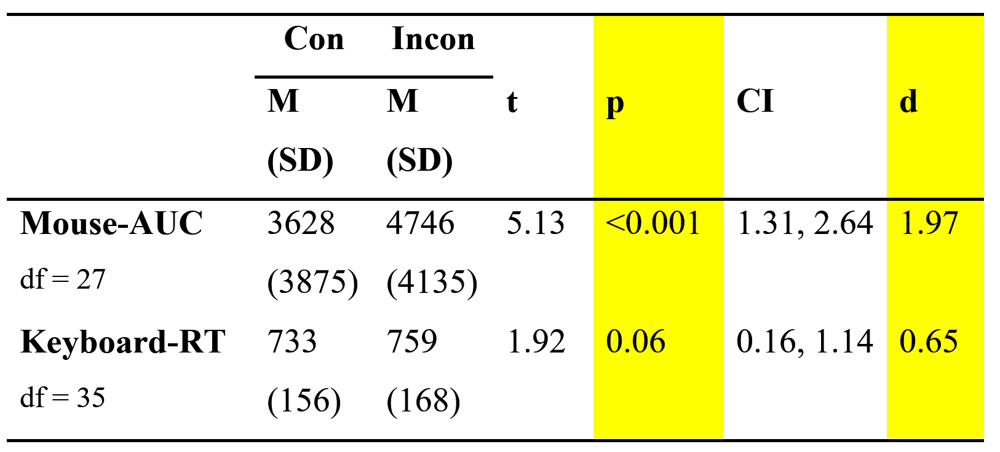 Con Incon
M M t p CI d
(SD) (SD)
Mouse-AUC 3628 4746 5.13 <0.001 1.31, 2.64 1.97
df = 27 (3875) (4135)
Keyboard-RT 733 759 1.92 0.06 0.16, 1.14 0.65
df = 35 (156) (168)